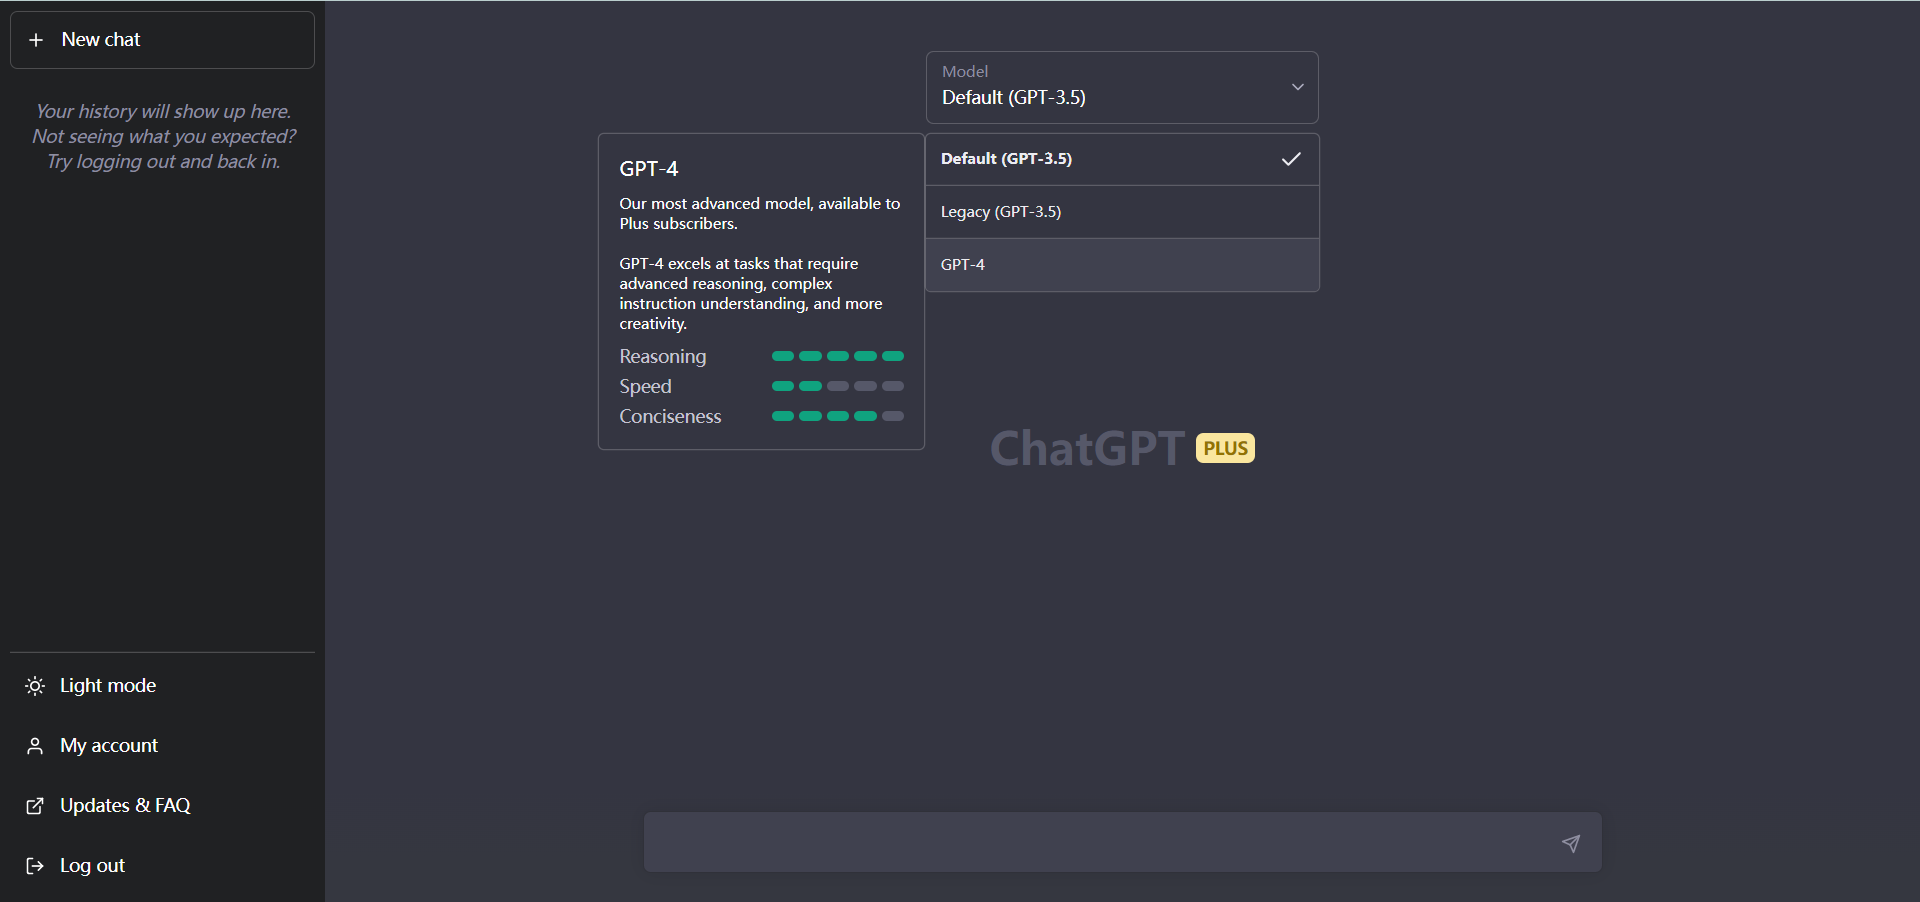 New chat
Your history will show up here.
Not seeing what you expected?
Try logging out and back in.
Light mode
My account
Updates & FAQ
Log out
Model
Default (GPT-3.5)
Default (GPT-3.5)
Legacy (GPT-3.5)
GPT-4
GPT-4
Our most advanced model, available to
Plus subscribers.
GPT-4 excels at tasks that require
advanced reasoning, complex
instruction understanding, and more
creativity.
Reasoning
Speed
Conciseness
ChatGPT PLUS